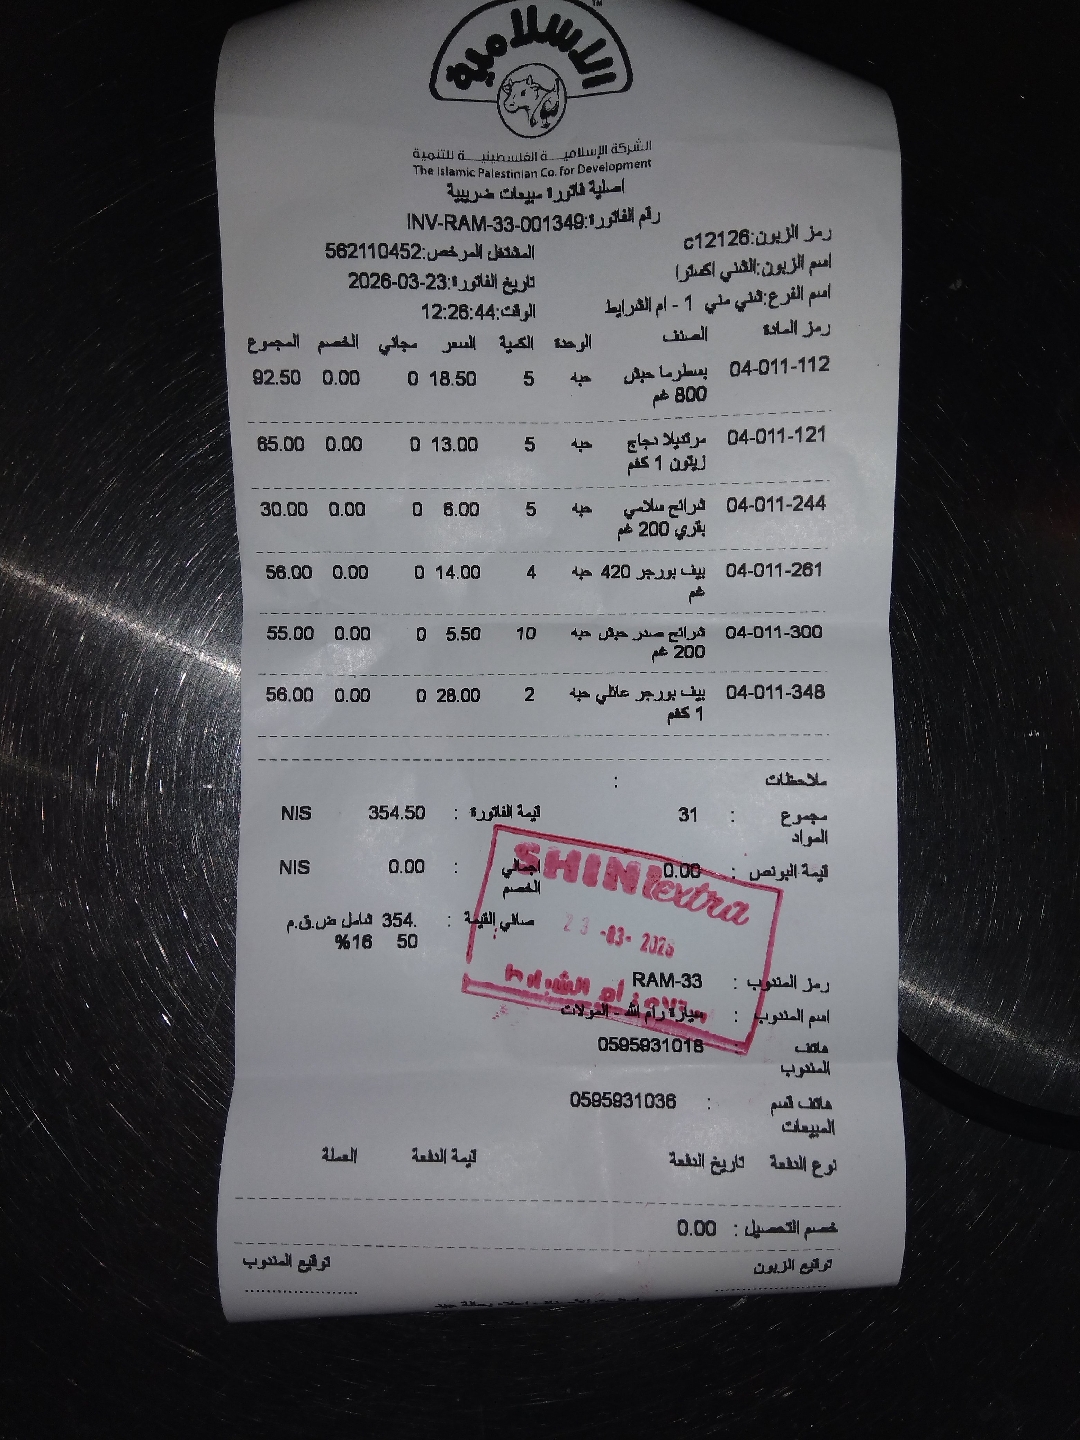 الاسلامية
TM
الشركة الإسلاميـــة الفلسطينيـــة للتنمية
The Islamic Palestinian Co. for Development
اصلية فاتورة مبيعات ضريبية
رقم الفاتورة:INV-RAM-33-001349
رمز الزبون:c12126
المشتغل المرخص:562110452
اسم الزبون:الشني اكسترا
تاريخ الفاتورة:2026-03-23
اسم الفرع:شني مني 1 - ام الشرايط
الوقت:12:26:44
رمز المادة الصنف الوحدة الكمية السعر مجاني الخصم المجموع
04-011-112 بسطرما حبش حبه 5 18.50 0 0.00 92.50
800 غم
04-011-121 مرتديلا دجاج حبه 5 13.00 0 0.00 65.00
زيتون 1 كغم
04-011-244 شرائح سلامي حبه 5 6.00 0 0.00 30.00
بقري 200 غم
04-011-261 بيف بورجر 420 حبه 4 14.00 0 0.00 56.00
غم
04-011-300 شرائح صدر حبش حبه 10 5.50 0 0.00 55.00
200 غم
04-011-348 بيف بورجر عائلي حبه 2 28.00 0 0.00 56.00
1 كغم
ملاحظات :
مجموع المواد : 31 قيمة الفاتورة : 354.50 NIS
قيمة البونص : 0.00 اجمالي الخصم : 0.00 NIS
صافي القيمة : 354.50 شامل ض.ق.م 16%
SHINI extra
23 -03- 2026
ام الشرايط
رمز المندوب : RAM-33
اسم المندوب : سيارة رام الله - المولات
هاتف المندوب 0595931016
هاتف قسم المبيعات : 0595931036
نوع الدفعة تاريخ الدفعة قيمة الدفعة العملة
خصم التحصيل : 0.00
توقيع الزبون توقيع المندوب